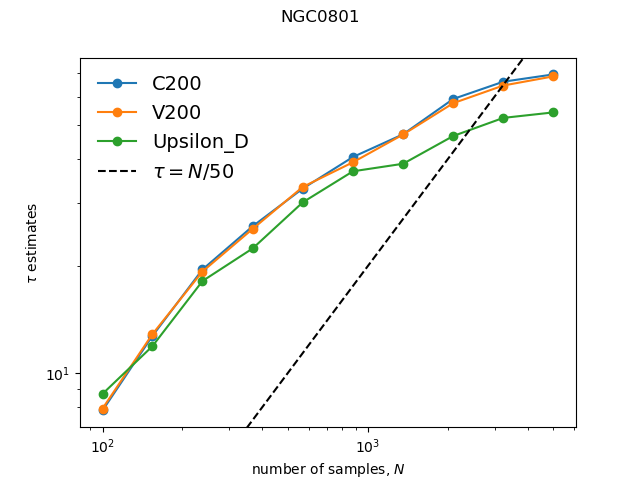 NGC0801
C200
V200
Upsilon_D
τ = N/50
τ estimates
10¹
10² 10³
number of samples, N